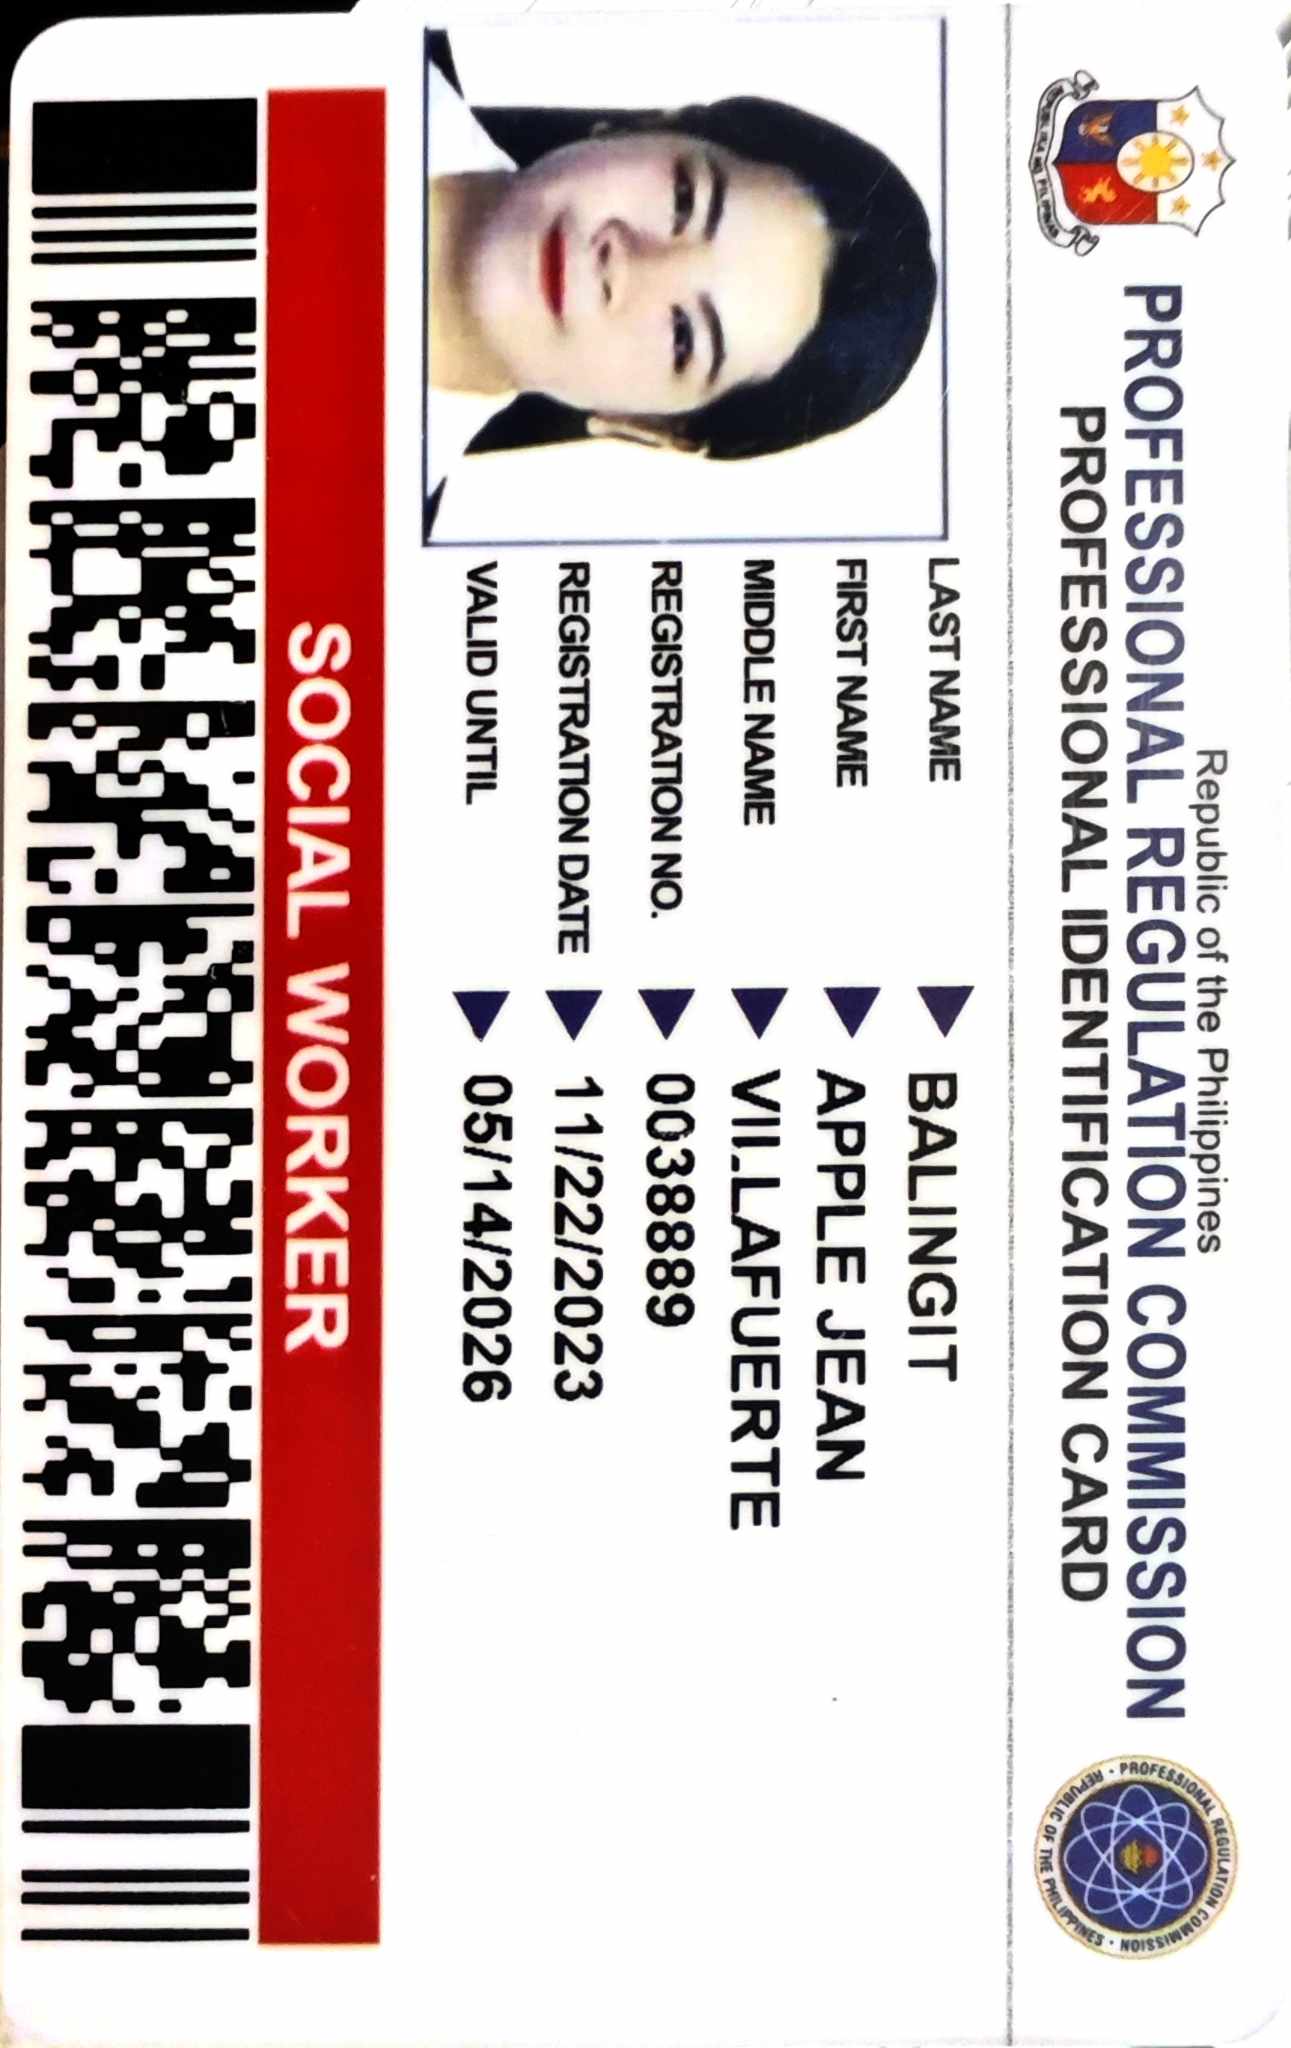 Republic of the Philippines
PROFESSIONAL REGULATION COMMISSION
PROFESSIONAL IDENTIFICATION CARD
REPUBLIKA NG PILIPINAS
PROFESSIONAL REGULATION COMMISSION · REPUBLIC OF THE PHILIPPINES ·
LAST NAME BALINGIT
FIRST NAME APPLE JEAN
MIDDLE NAME VILLAFUERTE
REGISTRATION NO. 0038889
REGISTRATION DATE 11/22/2023
VALID UNTIL 05/14/2026
SOCIAL WORKER